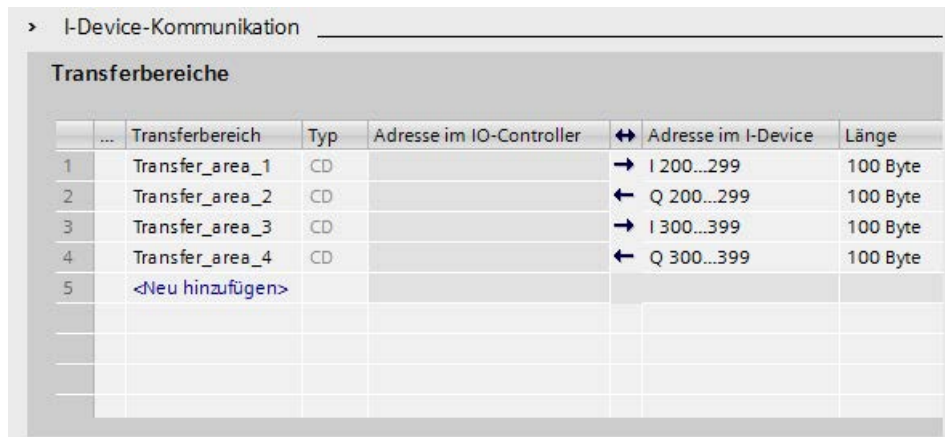 I-Device-Kommunikation
Transferbereiche
... Transferbereich Typ Adresse im IO-Controller ↔ Adresse im I-Device Länge
1 Transfer_area_1 CD → I 200...299 100 Byte
2 Transfer_area_2 CD ← Q 200...299 100 Byte
3 Transfer_area_3 CD → I 300...399 100 Byte
4 Transfer_area_4 CD ← Q 300...399 100 Byte
5 <Neu hinzufügen>